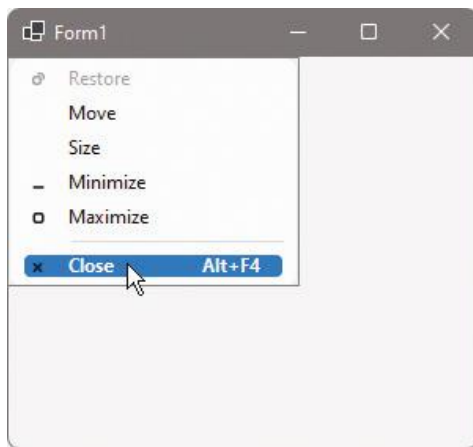 Form1
Restore
Move
Size
Minimize
Maximize
Close Alt+F4